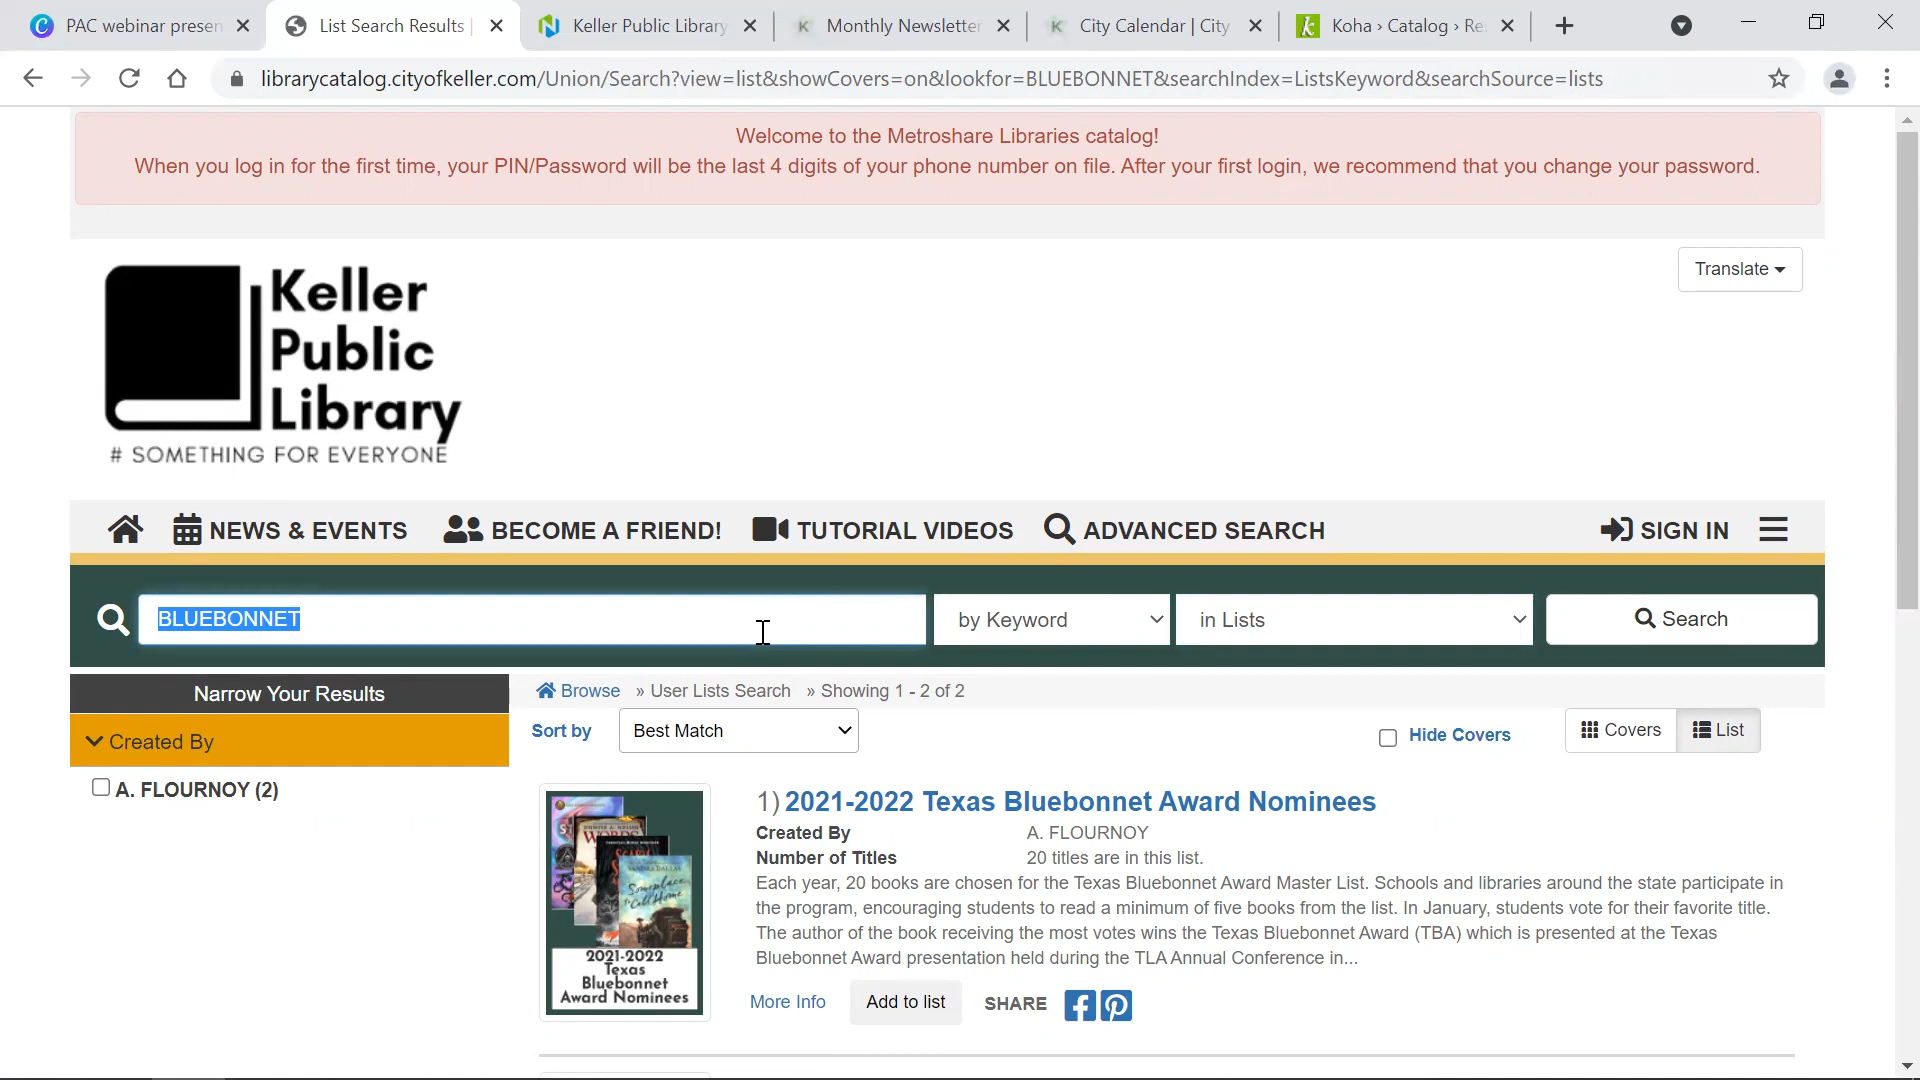 PAC webinar presen
List Search Results |
Keller Public Library
Monthly Newsletter
City Calendar | City
Koha › Catalog › Re
librarycatalog.cityofkeller.com/Union/Search?view=list&showCovers=on&lookfor=BLUEBONNET&searchIndex=ListsKeyword&searchSource=lists
Welcome to the Metroshare Libraries catalog!
When you log in for the first time, your PIN/Password will be the last 4 digits of your phone number on file. After your first login, we recommend that you change your password.
Translate
Keller
Public
Library
# SOMETHING FOR EVERYONE
NEWS & EVENTS BECOME A FRIEND! TUTORIAL VIDEOS ADVANCED SEARCH SIGN IN
BLUEBONNET by Keyword in Lists Search
Narrow Your Results
Browse » User Lists Search » Showing 1 - 2 of 2
Sort by Best Match Hide Covers Covers List
Created By
A. FLOURNOY (2)
1) 2021-2022 Texas Bluebonnet Award Nominees
Created By A. FLOURNOY
Number of Titles 20 titles are in this list.
Each year, 20 books are chosen for the Texas Bluebonnet Award Master List. Schools and libraries around the state participate in
the program, encouraging students to read a minimum of five books from the list. In January, students vote for their favorite title.
The author of the book receiving the most votes wins the Texas Bluebonnet Award (TBA) which is presented at the Texas
Bluebonnet Award presentation held during the TLA Annual Conference in...
WORDS
Someplace
to Call Home
2021-2022
Texas
Bluebonnet
Award Nominees
More Info Add to list SHARE